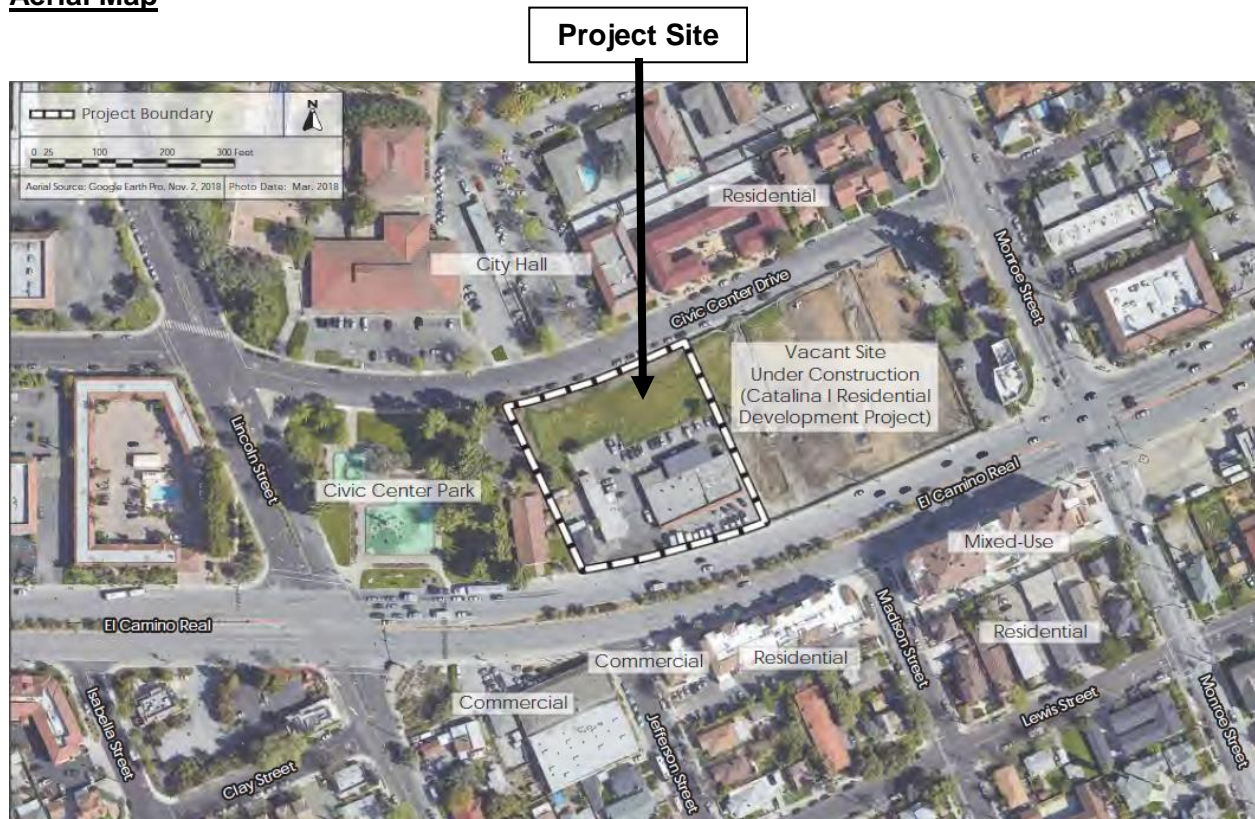 Aerial Map
Project Site
Project Boundary
N
0 25 100 200 300 Feet
Aerial Source: Google Earth Pro, Nov. 2, 2018
Photo Date: Mar. 2018
Residential
City Hall
Monroe Street
Civic Center Drive
Vacant Site
Under Construction
(Catalina I Residential
Development Project)
Lincoln Street
Civic Center Park
El Camino Real
Mixed-Use
El Camino Real
Madison Street
Residential
Commercial
Residential
Commercial
Isabella Street
Clay Street
Jefferson Street
Lewis Street
Monroe Street